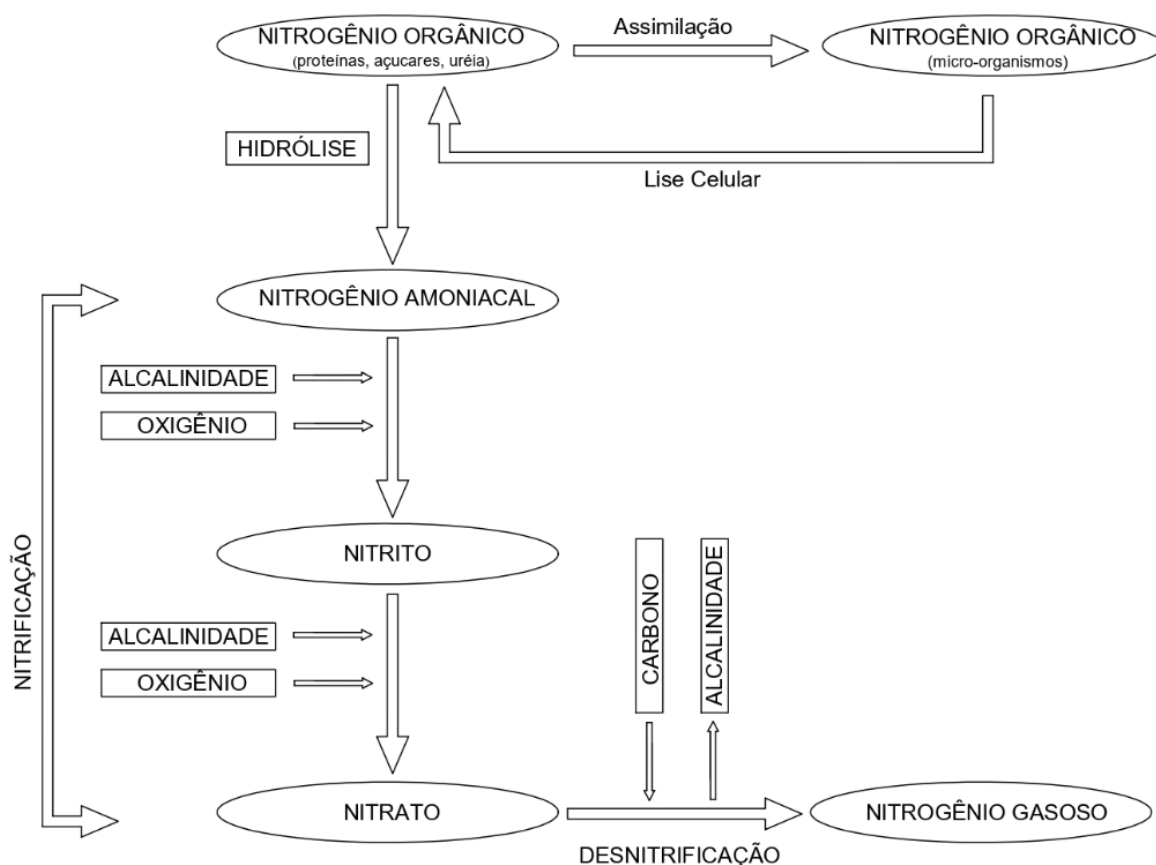 NITROGÊNIO ORGÂNICO
(proteínas, açucares, uréia)
Assimilação
NITROGÊNIO ORGÂNICO
(micro-organismos)
HIDRÓLISE
Lise Celular
NITROGÊNIO AMONIACAL
ALCALINIDADE
OXIGÊNIO
NITRIFICAÇÃO
NITRITO
ALCALINIDADE
OXIGÊNIO
CARBONO
ALCALINIDADE
NITRATO
NITROGÊNIO GASOSO
DESNITRIFICAÇÃO